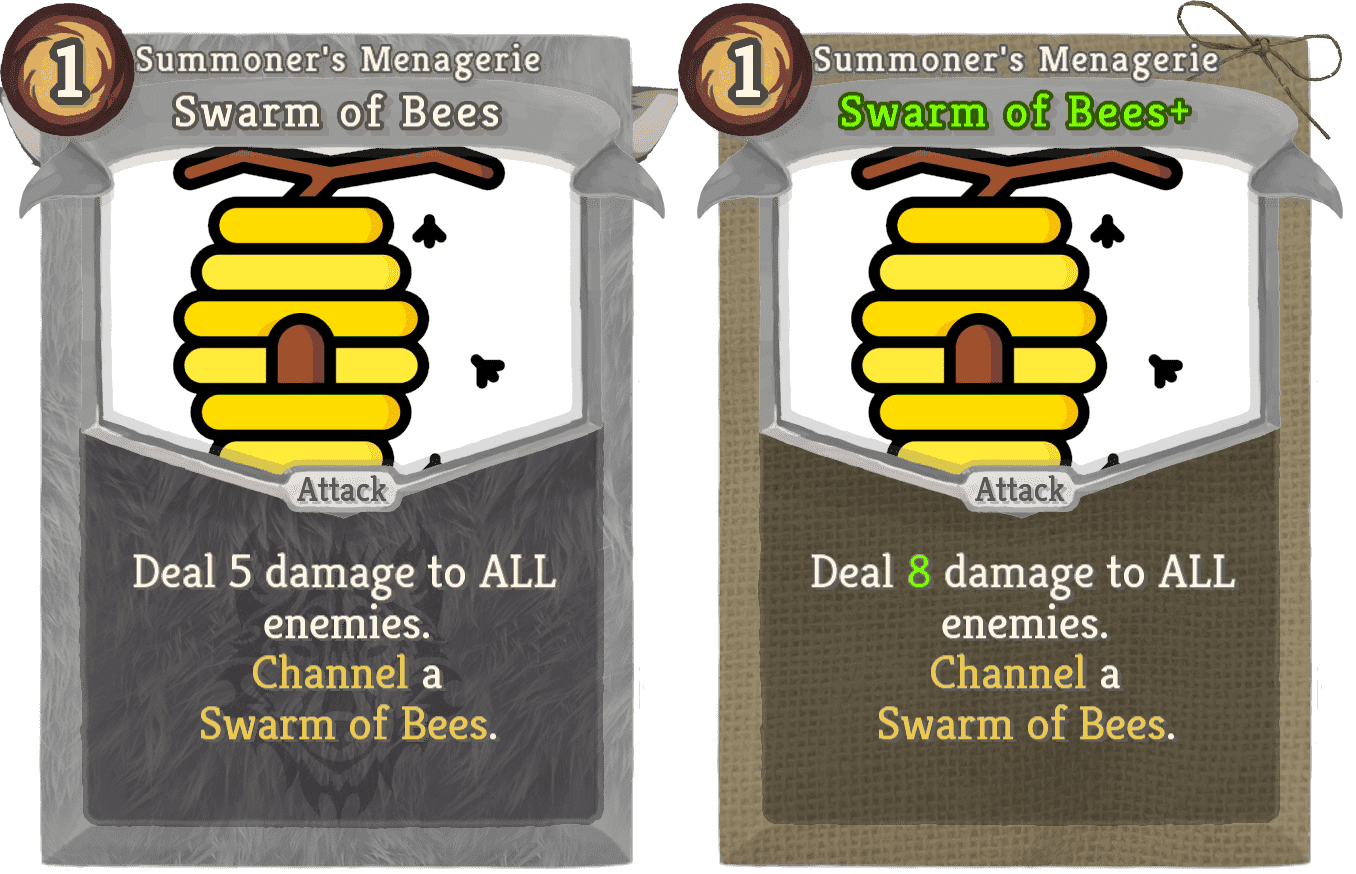 1
Summoner's Menagerie
Swarm of Bees
Attack
Deal 5 damage to ALL
enemies.
Channel a
Swarm of Bees.
1
Summoner's Menagerie
Swarm of Bees+
Attack
Deal 8 damage to ALL
enemies.
Channel a
Swarm of Bees.